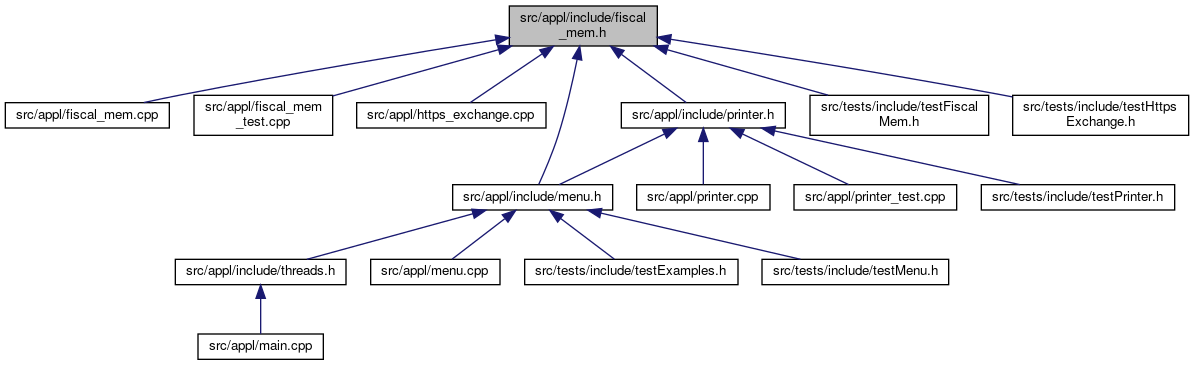 src/appl/include/fiscal
_mem.h
src/appl/fiscal_mem.cpp
src/appl/fiscal_mem
_test.cpp
src/appl/https_exchange.cpp
src/appl/include/printer.h
src/tests/include/testFiscal
Mem.h
src/tests/include/testHttps
Exchange.h
src/appl/include/menu.h
src/appl/printer.cpp
src/appl/printer_test.cpp
src/tests/include/testPrinter.h
src/appl/include/threads.h
src/appl/menu.cpp
src/tests/include/testExamples.h
src/tests/include/testMenu.h
src/appl/main.cpp